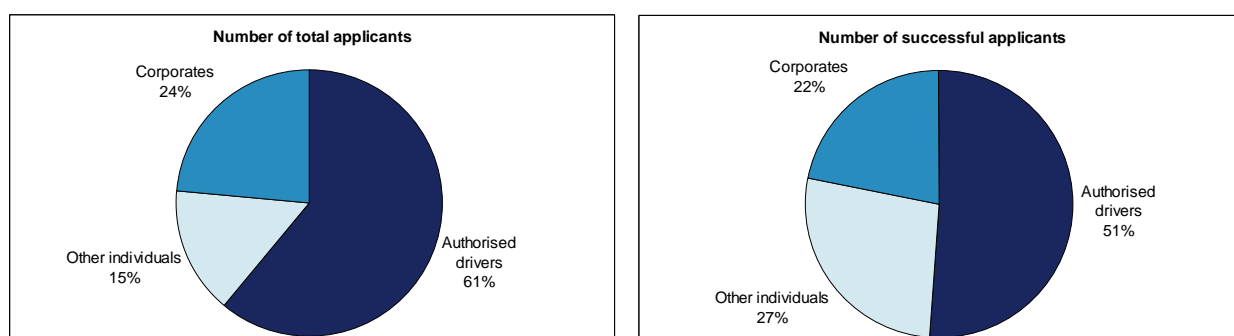 Number of total applicants
Corporates
24%
Other individuals
15%
Authorised
drivers
61%
Number of successful applicants
Corporates
22%
Authorised
drivers
51%
Other individuals
27%